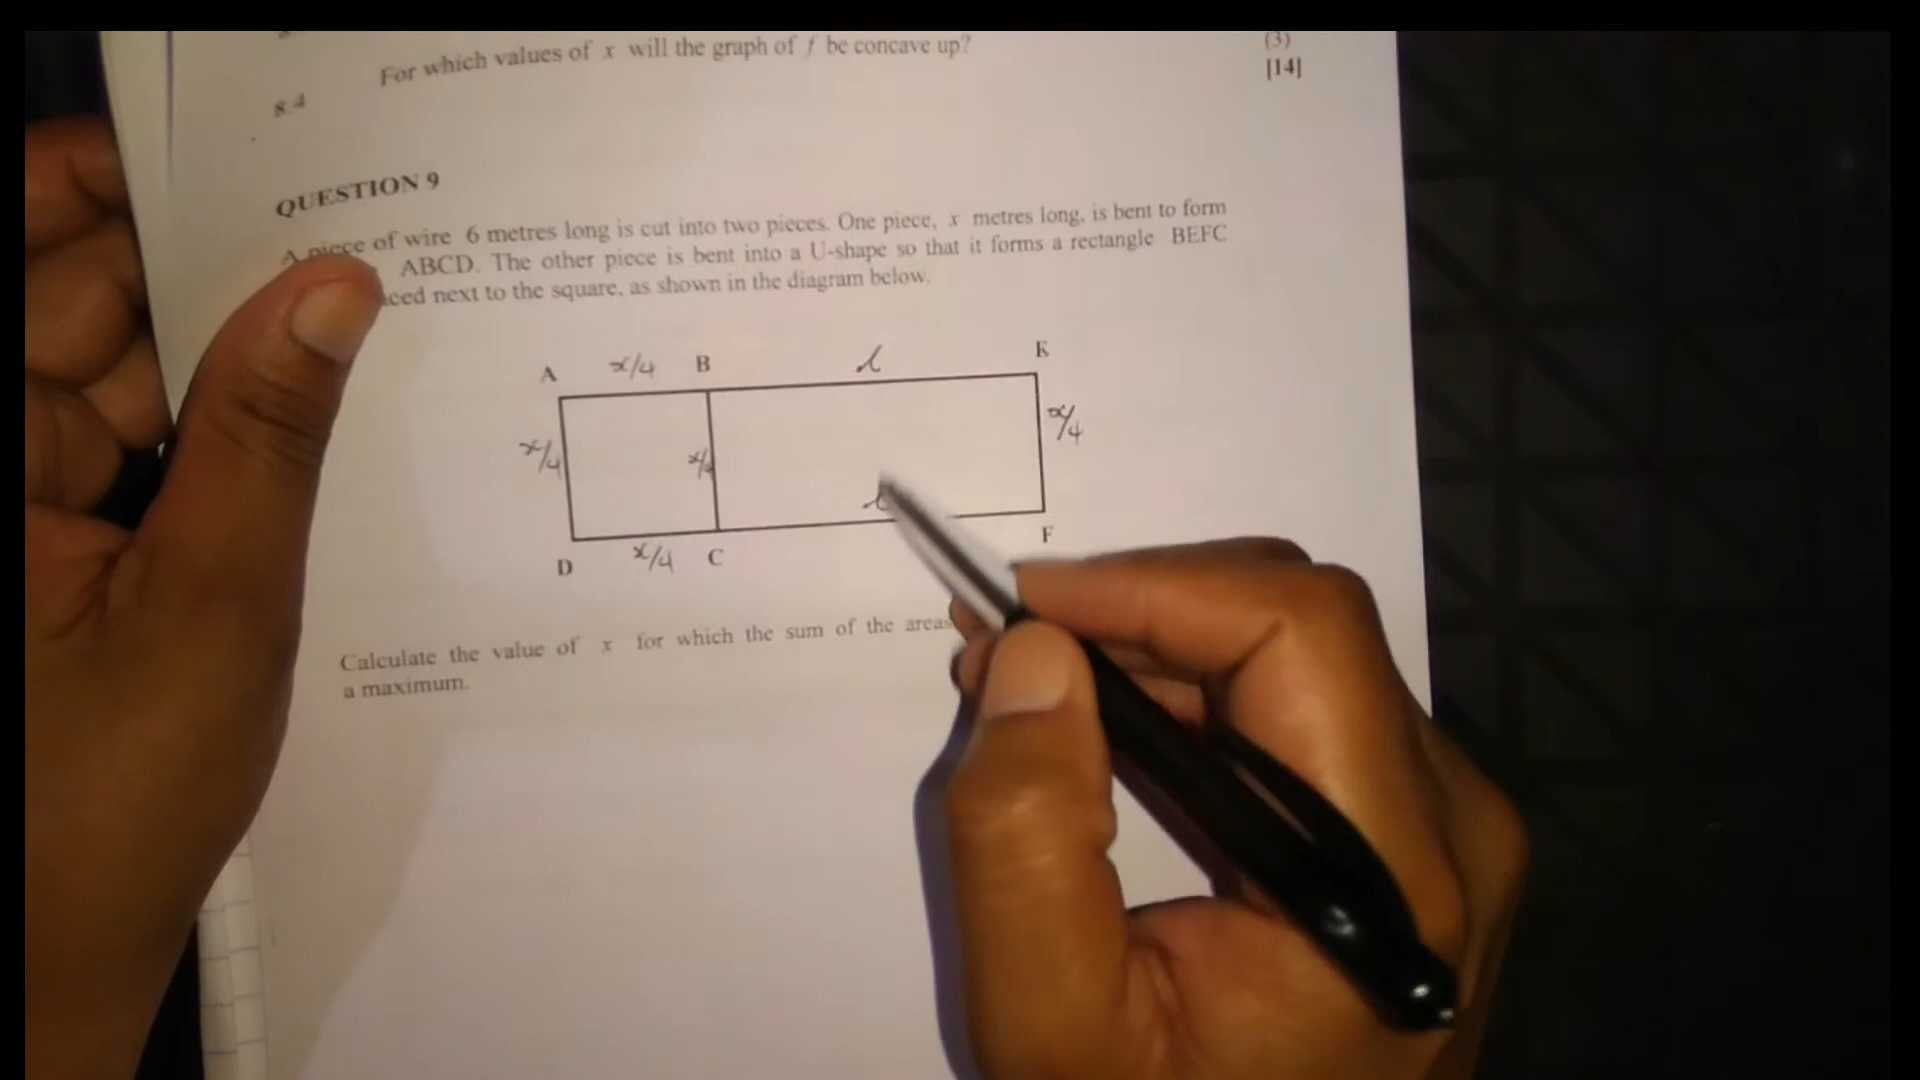 For which values of x will the graph of f be concave up?
(3)
8.4
[14]
QUESTION 9
A piece of wire 6 metres long is cut into two pieces. One piece, x metres long, is bent to form
ABCD. The other piece is bent into a U-shape so that it forms a rectangle BEFC
next to the square, as shown in the diagram below.
A x/4 B l E
x/4 x/4 x/4
l
D x/4 C F
Calculate the value of x for which the sum of the areas
a maximum.